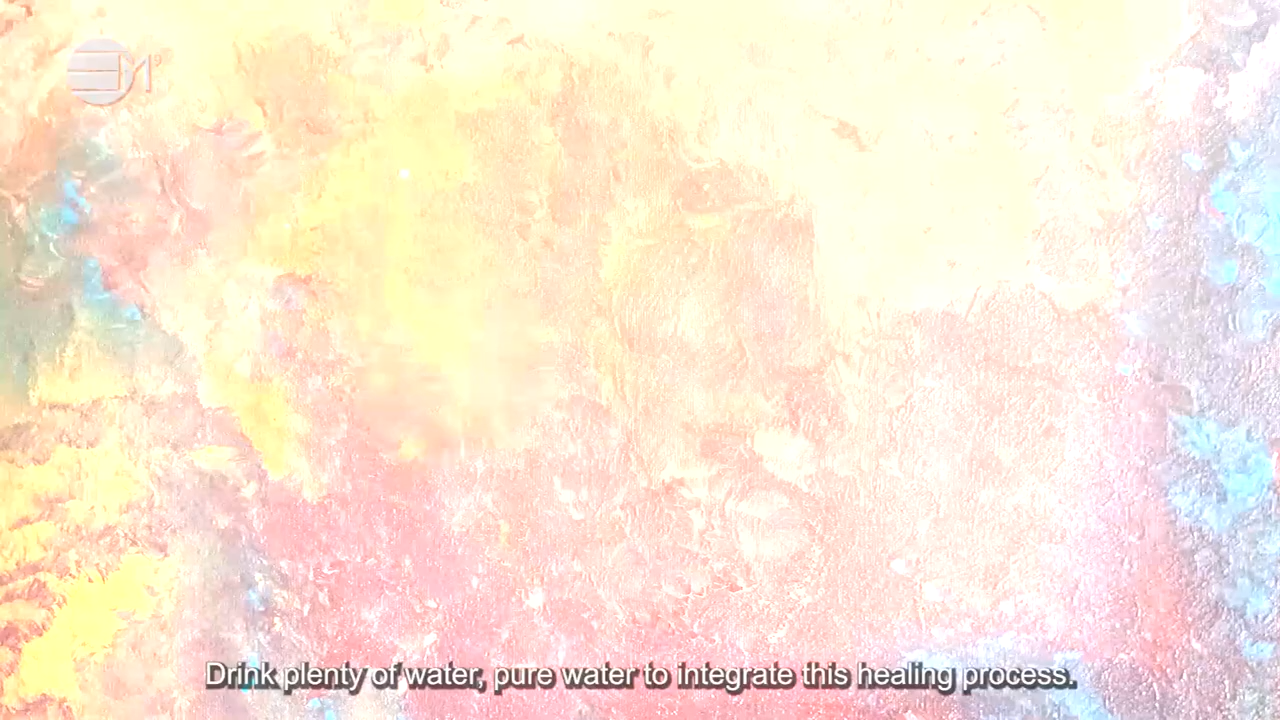 Drink plenty of water, pure water to integrate this healing process.